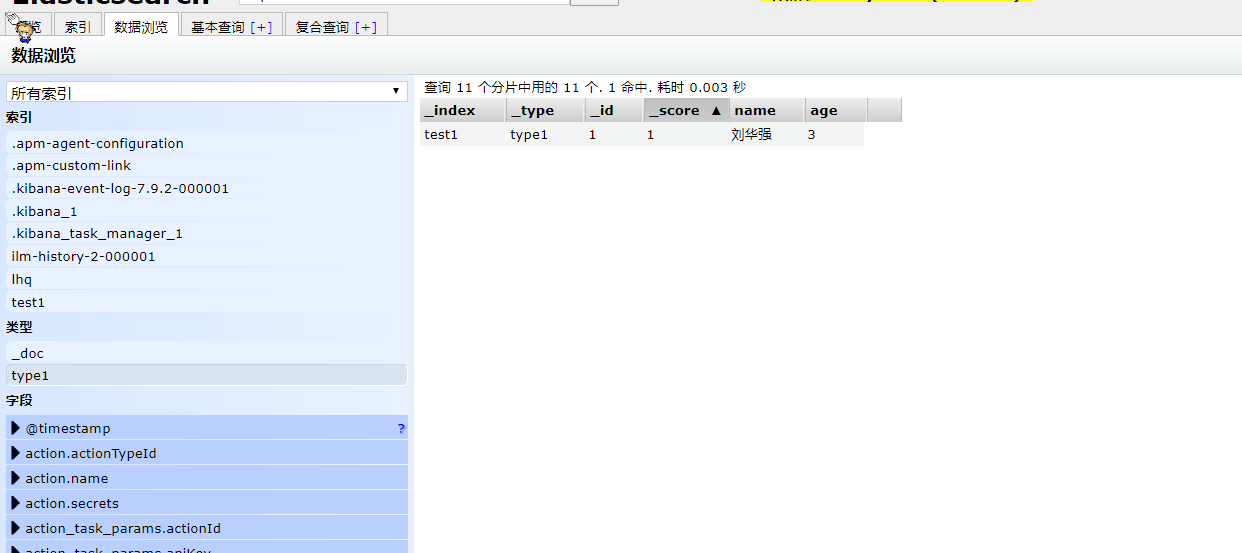 Elasticsearch
索引
数据浏览
基本查询 [+]
复合查询 [+]
数据浏览
所有索引
索引
.apm-agent-configuration
.apm-custom-link
.kibana-event-log-7.9.2-000001
.kibana_1
.kibana_task_manager_1
ilm-history-2-000001
lhq
test1
类型
_doc
type1
字段
@timestamp ?
action.actionTypeId
action.name
action.secrets
action_task_params.actionId
action_task_params.apiKey
查询 11 个分片中用的 11 个. 1 命中. 耗时 0.003 秒
_index _type _id _score ▲ name age
test1 type1 1 1 刘华强 3